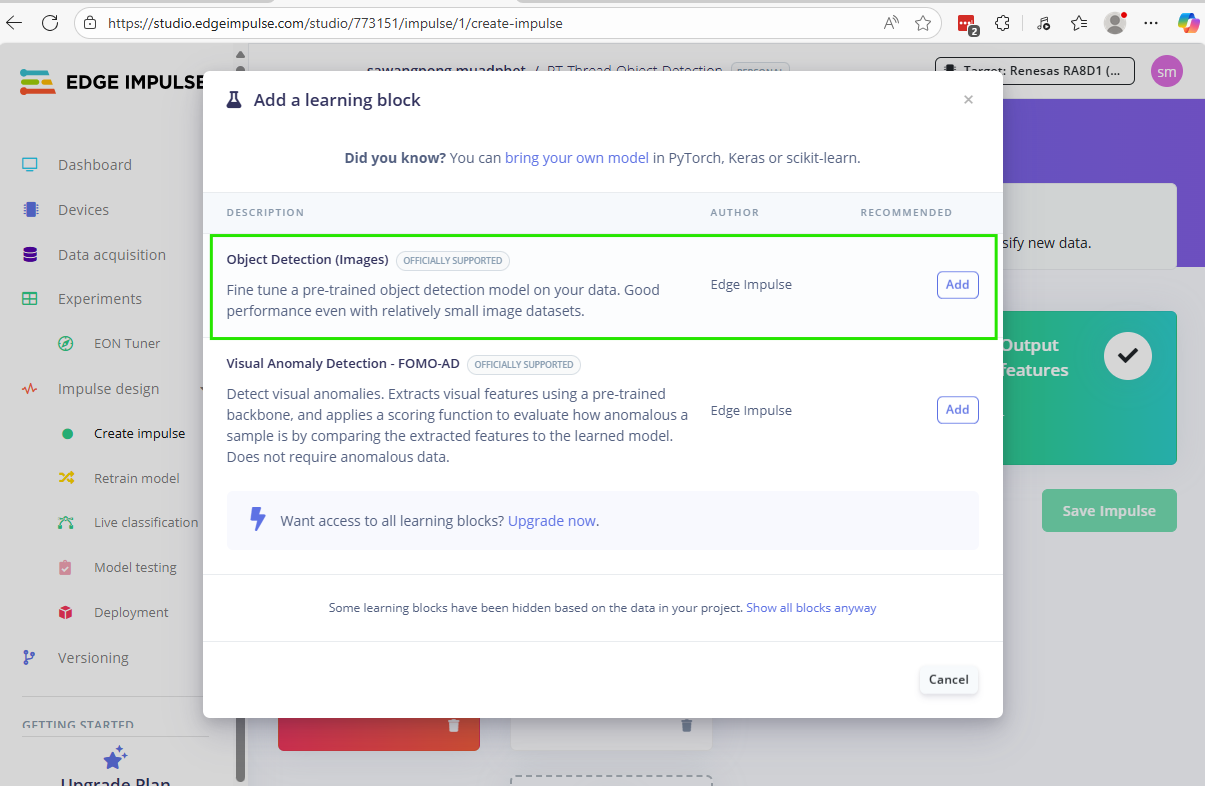 https://studio.edgeimpulse.com/studio/773151/impulse/1/create-impulse
2
EDGE IMPULSE
sawangpong muadphet / RT-Thread Object Detection PERSONAL
Target: Renesas RA8D1 (...
sm
Dashboard
Devices
Data acquisition
Experiments
EON Tuner
Impulse design
Create impulse
Retrain model
Live classification
Model testing
Deployment
Versioning
GETTING STARTED
Upgrade Plan
Add a learning block
×
Did you know? You can bring your own model in PyTorch, Keras or scikit-learn.
DESCRIPTION AUTHOR RECOMMENDED
Object Detection (Images) OFFICIALLY SUPPORTED
Fine tune a pre-trained object detection model on your data. Good
performance even with relatively small image datasets.
Edge Impulse
Add
Visual Anomaly Detection - FOMO-AD OFFICIALLY SUPPORTED
Detect visual anomalies. Extracts visual features using a pre-trained
backbone, and applies a scoring function to evaluate how anomalous a
sample is by comparing the extracted features to the learned model.
Does not require anomalous data.
Edge Impulse
Add
Want access to all learning blocks? Upgrade now.
Some learning blocks have been hidden based on the data in your project. Show all blocks anyway
Cancel
sify new data.
Output
features
Save Impulse